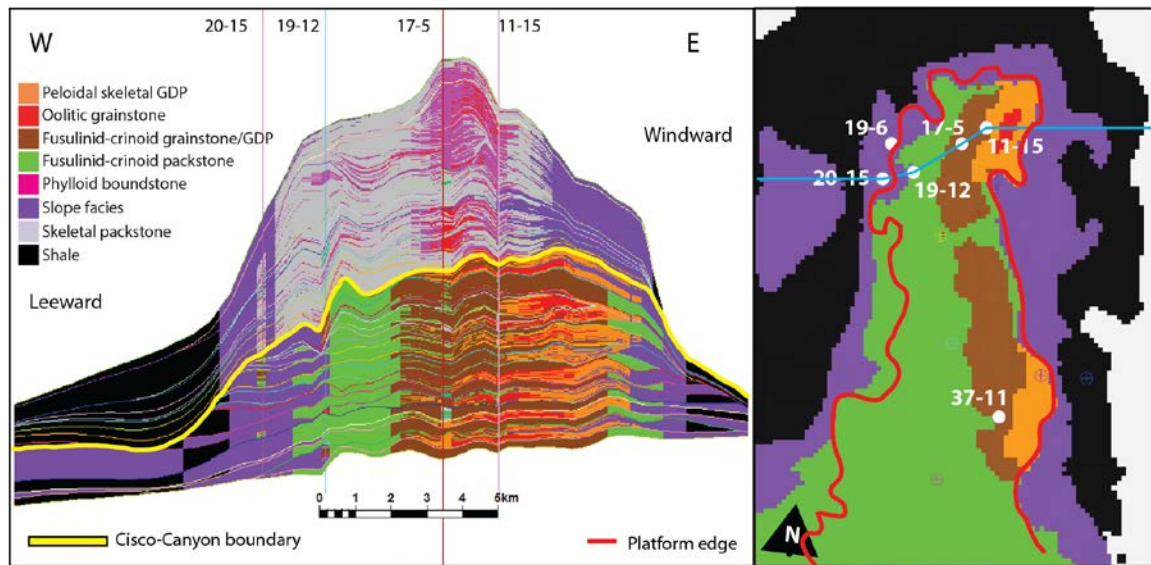 20-15 19-12 17-5 11-15
W E
Peloidal skeletal GDP
Oolitic grainstone
Fusulinid-crinoid grainstone/GDP
Fusulinid-crinoid packstone
Phylloid boundstone
Slope facies
Skeletal packstone
Shale
Windward
Leeward
0 1 2 3 4 5km
Cisco-Canyon boundary
Platform edge
19-6 17-5
11-15
20-15
19-12
37-11
N